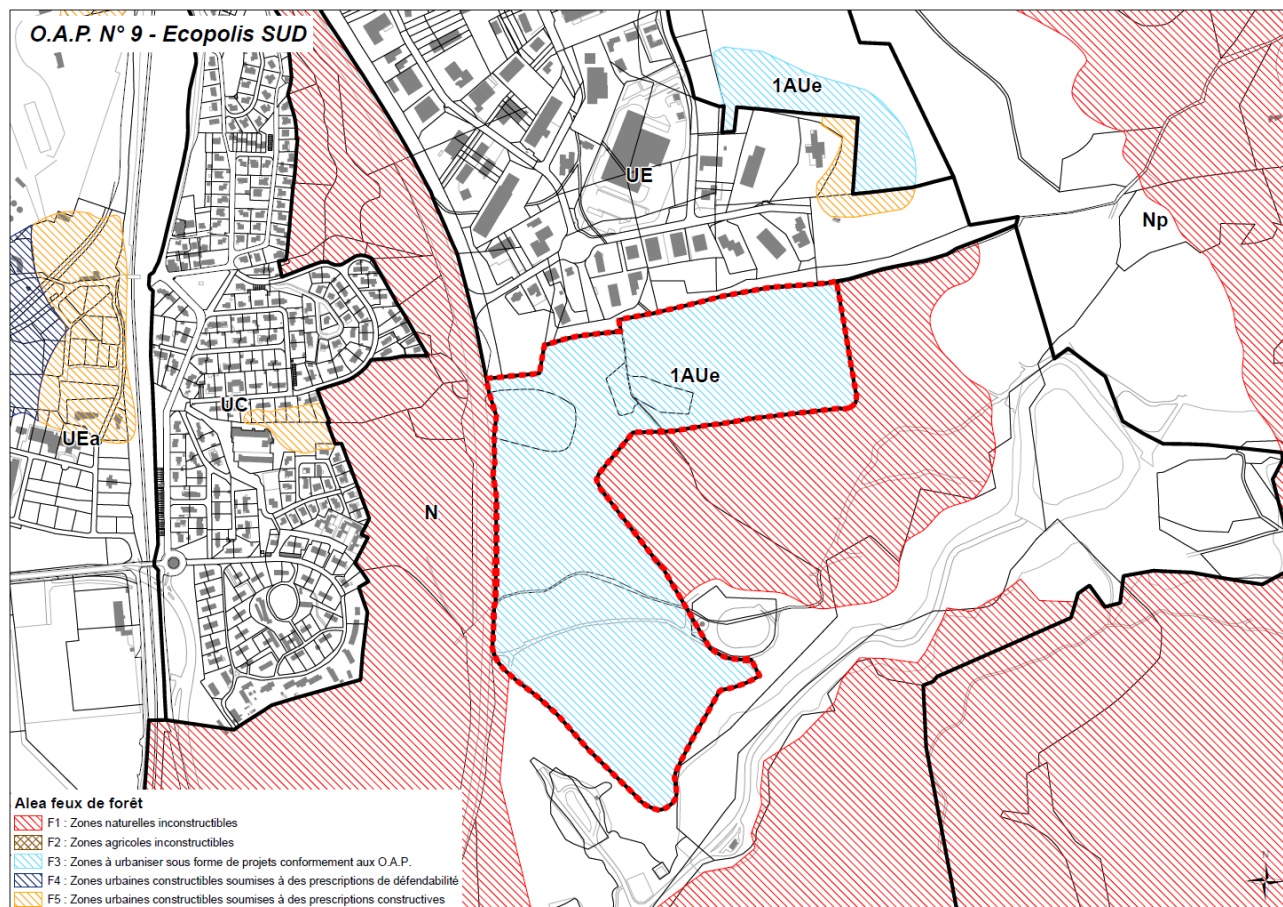 O.A.P. N° 9 - Ecopolis SUD
1AUe
UE
Np
1AUe
UC
UEa
N
Alea feux de forêt
F1 : Zones naturelles inconstructibles
F2 : Zones agricoles inconstructibles
F3 : Zones à urbaniser sous forme de projets conformement aux O.A.P.
F4 : Zones urbaines constructibles soumises à des prescriptions de défendabilité
F5 : Zones urbaines constructibles soumises à des prescriptions constructives
N